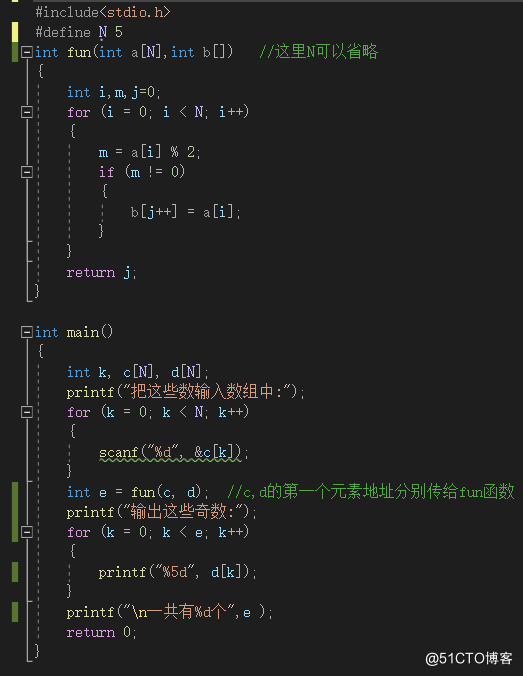 #include<stdio.h>
#define N 5
int fun(int a[N],int b[])   //这里N可以省略
{
    int i,m,j=0;
    for (i = 0; i < N; i++)
    {
        m = a[i] % 2;
        if (m != 0)
        {
            b[j++] = a[i];
        }
    }
    return j;
}
int main()
{
    int k, c[N], d[N];
    printf("把这些数输入数组中:");
    for (k = 0; k < N; k++)
    {
        scanf("%d", &c[k]);
    }
    int e = fun(c, d);  //c,d的第一个元素地址分别传给fun函数
    printf("输出这些奇数:");
    for (k = 0; k < e; k++)
    {
        printf("%5d", d[k]);
    }
    printf("\n一共有%d个",e );
    return 0;
}
@51CTO博客